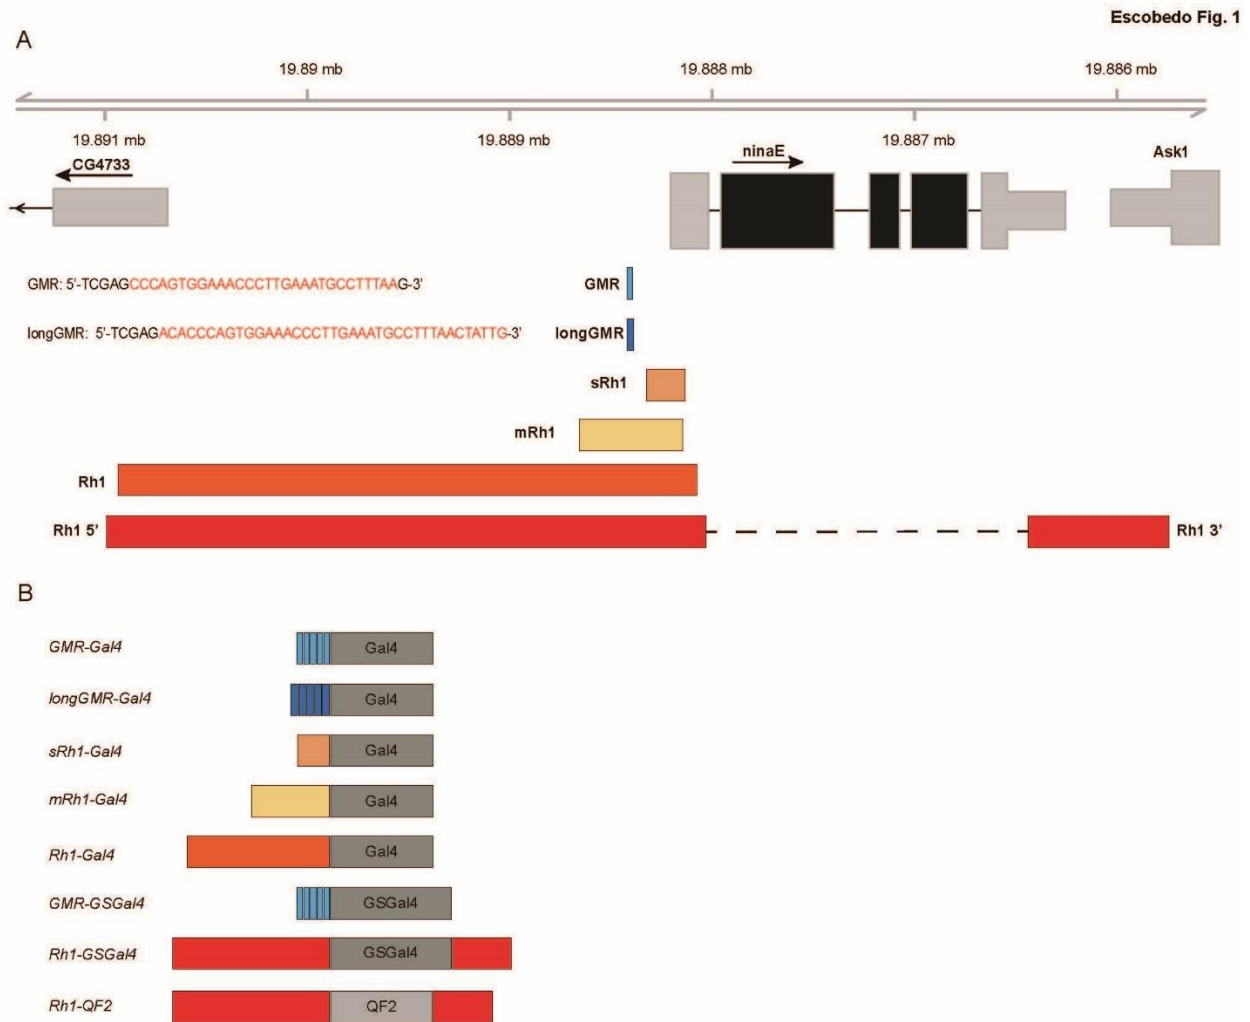 Escobedo Fig. 1
A
19.89 mb 19.888 mb 19.886 mb
19.891 mb 19.889 mb 19.887 mb
CG4733 ninaE Ask1
GMR: 5'-TCGAGCCCAGTGGAAACCCTTGAAATGCCTTTAAG-3' GMR
longGMR: 5'-TCGAGACACCCAGTGGAAACCCTTGAAATGCCTTTAACTATTG-3' longGMR
sRh1
mRh1
Rh1
Rh1 5' Rh1 3'
B
GMR-Gal4 Gal4
longGMR-Gal4 Gal4
sRh1-Gal4 Gal4
mRh1-Gal4 Gal4
Rh1-Gal4 Gal4
GMR-GSGal4 GSGal4
Rh1-GSGal4 GSGal4
Rh1-QF2 QF2